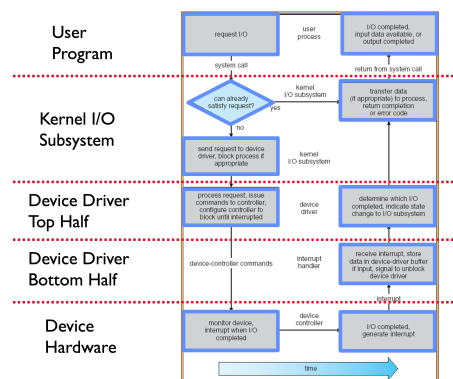 User
Program
request I/O
user
process
I/O completed,
input data available, or
output completed
system call
return from system call
Kernel I/O
Subsystem
can already
satisfy request?
kernel
I/O subsystem
yes
transfer data
(if appropriate) to process,
return completion
or error code
no
send request to device
driver, block process if
appropriate
kernel
I/O subsystem
Device Driver
Top Half
process request, issue
commands to controller,
configure controller to
block until interrupted
device
driver
determine which I/O
completed, indicate state
change to I/O subsystem
Device Driver
Bottom Half
device-controller commands
interrupt
handler
receive interrupt, store
data in device-driver buffer
if input, signal to unblock
device driver
interrupt
Device
Hardware
monitor device,
interrupt when I/O
completed
device
controller
I/O completed,
generate interrupt
time